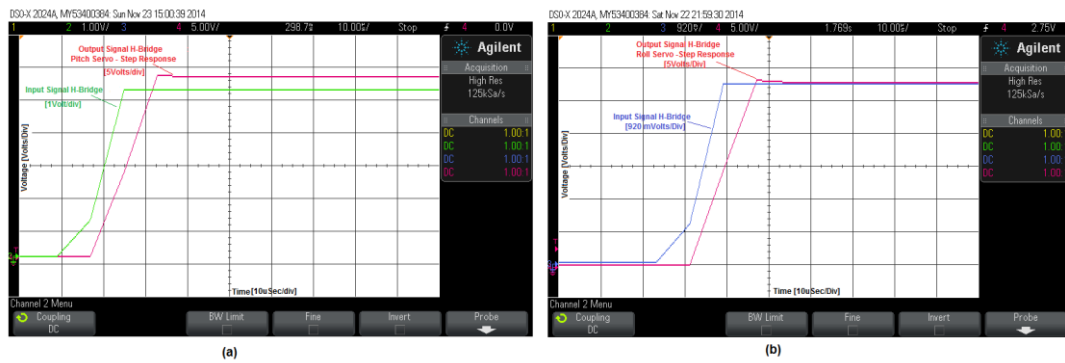 DSO-X 2024A, MY53400384: Sun Nov 23 15:00:39 2014
1 2 1.00V/ 3 4 5.00V/ 298.7s 10.00s/ Stop 4 0.0V
Output Signal H-Bridge
Pitch Servo - Step Response
[5Volts/div]
Input Signal H-Bridge
[1Volt/div]
Voltage [Volts/Div]
Time [10uSec/div]
Agilent
Acquisition
High Res
125kSa/s
Channels
DC 1.00:1
DC 1.00:1
DC 1.00:1
DC 1.00:1
Channel 2 Menu
Coupling
DC
BW Limit
Fine
Invert
Probe
(a)
DSO-X 2024A, MY53400384: Sat Nov 22 21:59:30 2014
1 2 3 920 4 5.00V/ 1.769s 10.00s/ Stop 4 2.75V
Output Signal H-Bridge
Roll Servo -Step Response
[5Volts/Div]
Input Signal H-Bridge
[920 mVolts/Div]
Voltage [Volts/Div]
Time [10uSec/div]
Agilent
Acquisition
High Res
125kSa/s
Channels
DC 1.00:
DC 1.00:
DC 1.00:
DC 1.00:
Channel 2 Menu
Coupling
DC
BW Limit
Fine
Invert
Probe
(b)